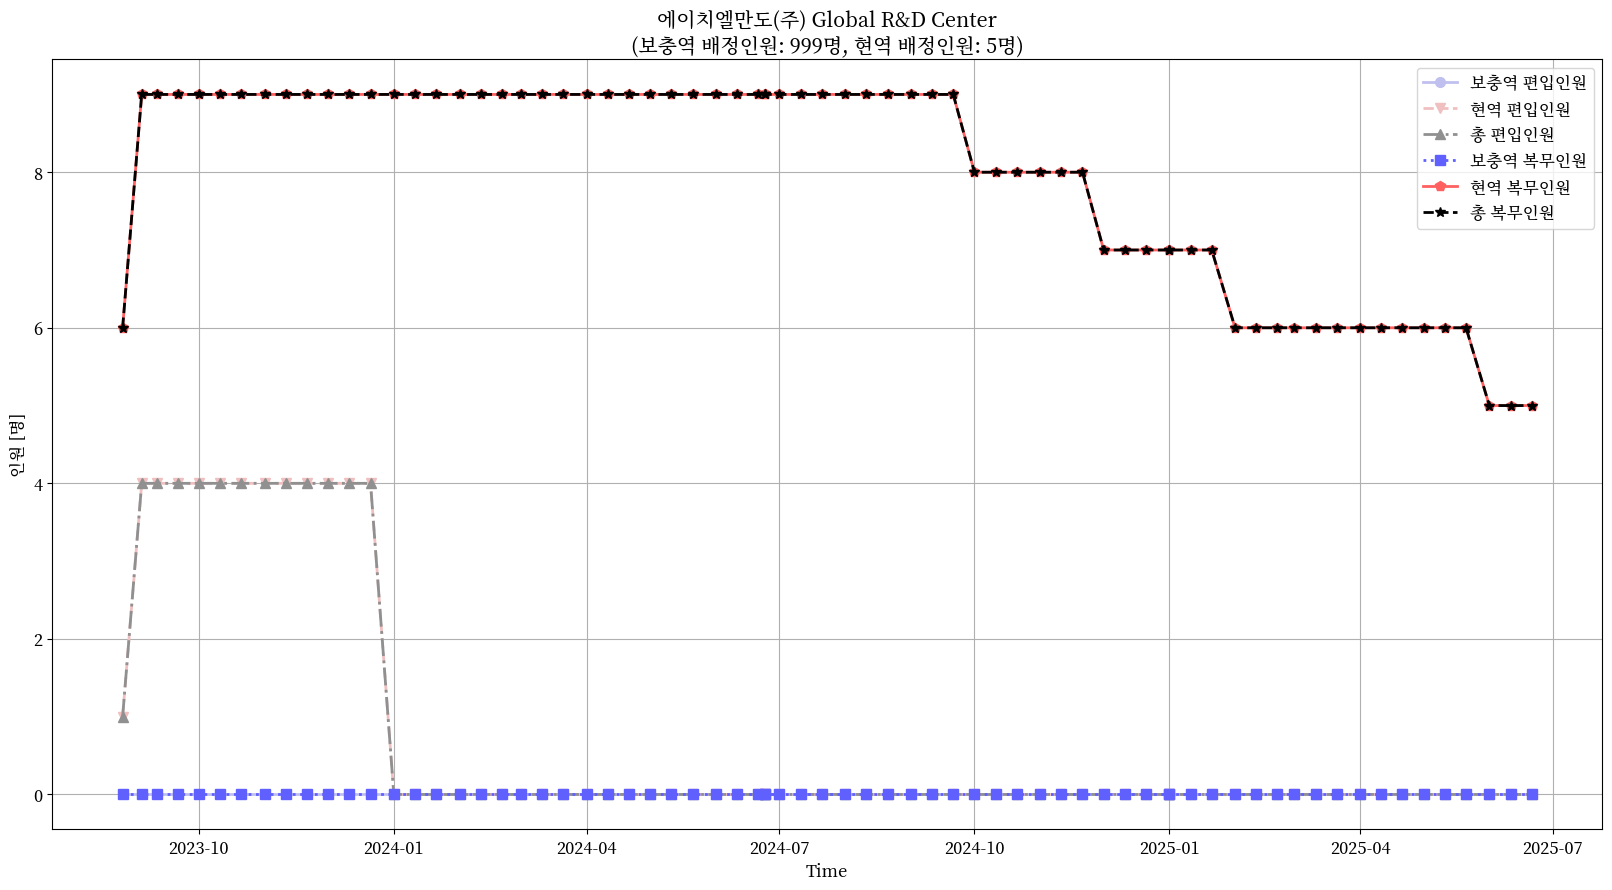 에이치엘만도(주) Global R&D Center
(보충역 배정인원: 999명, 현역 배정인원: 5명)
보충역 편입인원
현역 편입인원
총 편입인원
보충역 복무인원
현역 복무인원
총 복무인원
인원 [명]
8
6
4
2
0
2023-10
2024-01
2024-04
2024-07
2024-10
2025-01
2025-04
2025-07
Time